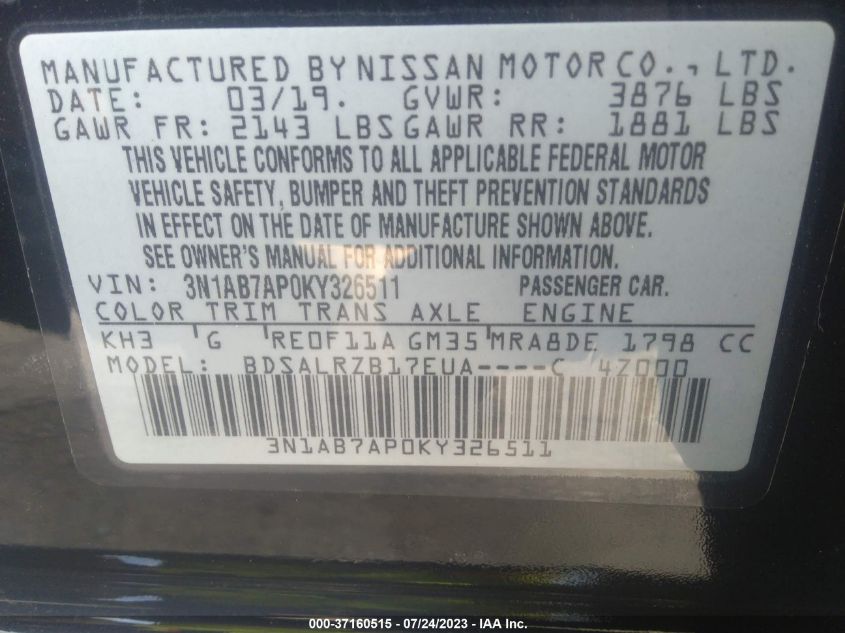 MANUFACTURED BY NISSAN MOTOR CO., LTD.
DATE: 03/19. GVWR: 3876 LBS
GAWR FR: 2143 LBS GAWR RR: 1881 LBS
THIS VEHICLE CONFORMS TO ALL APPLICABLE FEDERAL MOTOR
VEHICLE SAFETY, BUMPER AND THEFT PREVENTION STANDARDS
IN EFFECT ON THE DATE OF MANUFACTURE SHOWN ABOVE.
SEE OWNER'S MANUAL FOR ADDITIONAL INFORMATION.
VIN: 3N1AB7AP0KY326511 PASSENGER CAR.
COLOR TRIM TRANS AXLE ENGINE
KH3 G RE0F11A GM35 MRA8DE 1798 CC
MODEL: BDSALRZB17EUA----C 47000
3N1AB7AP0KY326511
000-37160515 - 07/24/2023 - IAA Inc.